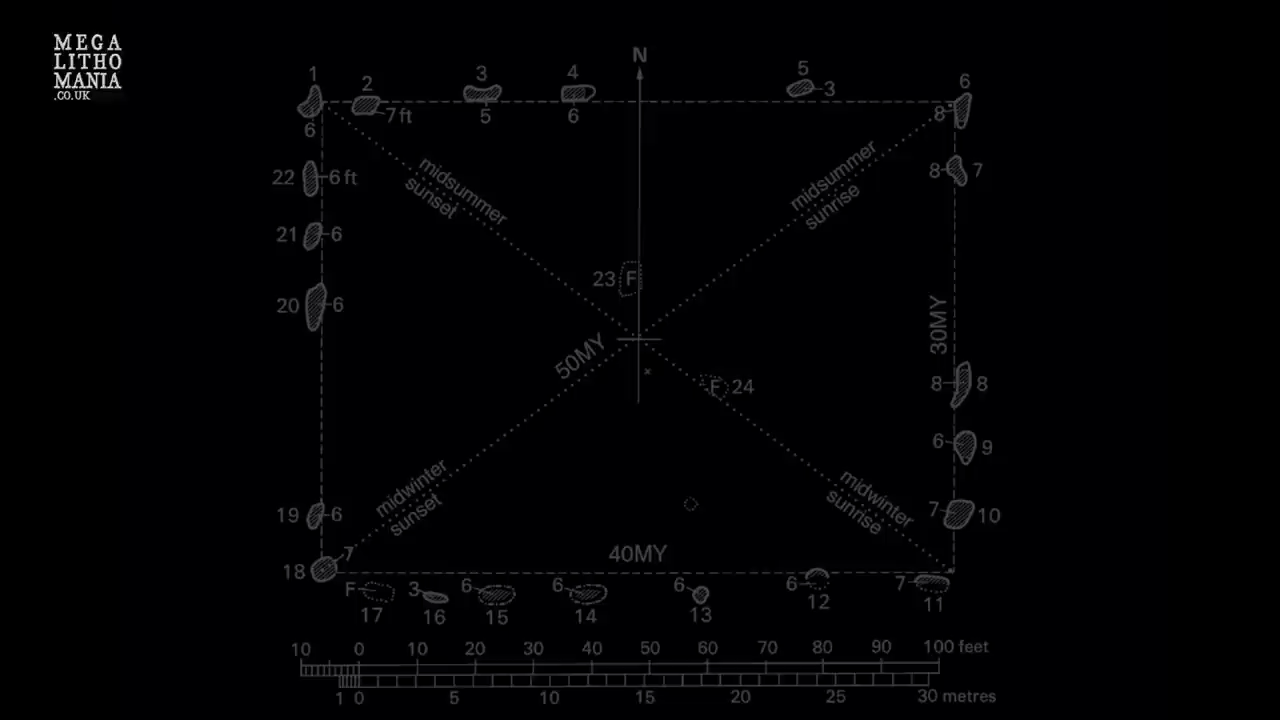 MEGA
LITHO
MANIA
.CO.UK
N
1 2 3 4 5 6
6 7 ft 5 6 3 8
22 6 ft 8 7
midsummer
sunset
midsummer
sunrise
21 6
23 F
20 6
30MY
50MY
F 24
8 8
6 9
midwinter
sunset
midwinter
sunrise
19 6 7 10
40MY
18 7
F 3 6 6 6 6 7
17 16 15 14 13 12 11
10 0 10 20 30 40 50 60 70 80 90 100 feet
1 0 5 10 15 20 25 30 metres